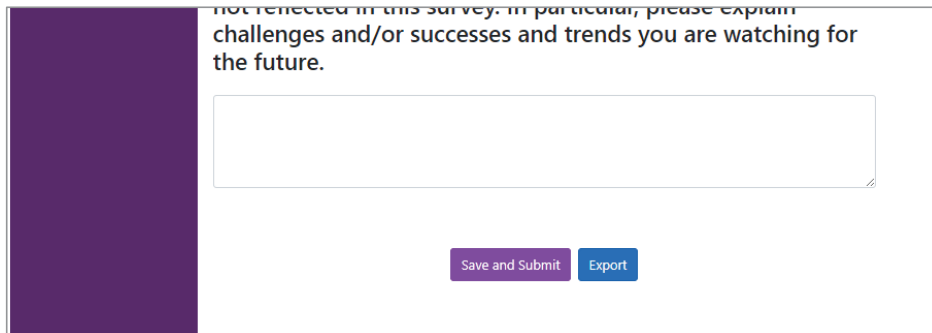 not reflected in this survey. In particular, please explain
challenges and/or successes and trends you are watching for
the future.
Save and Submit
Export